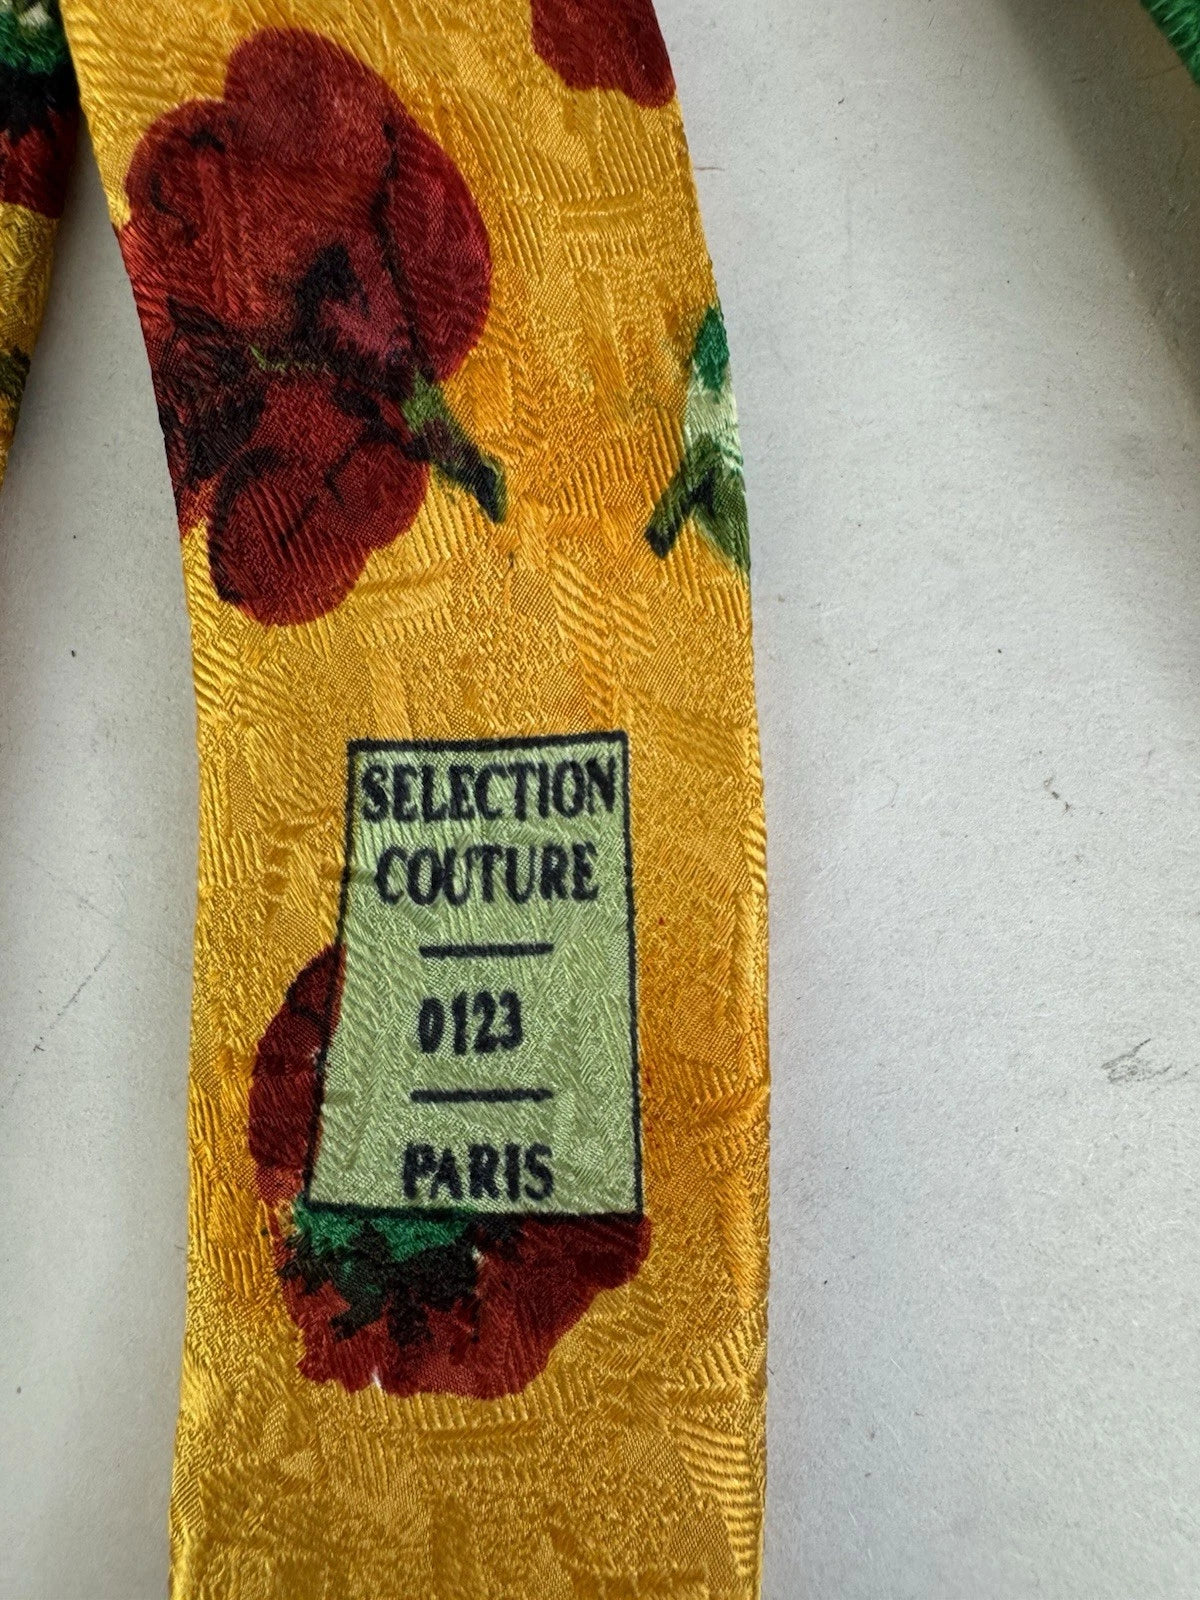 SELECTION
COUTURE
0123
PARIS